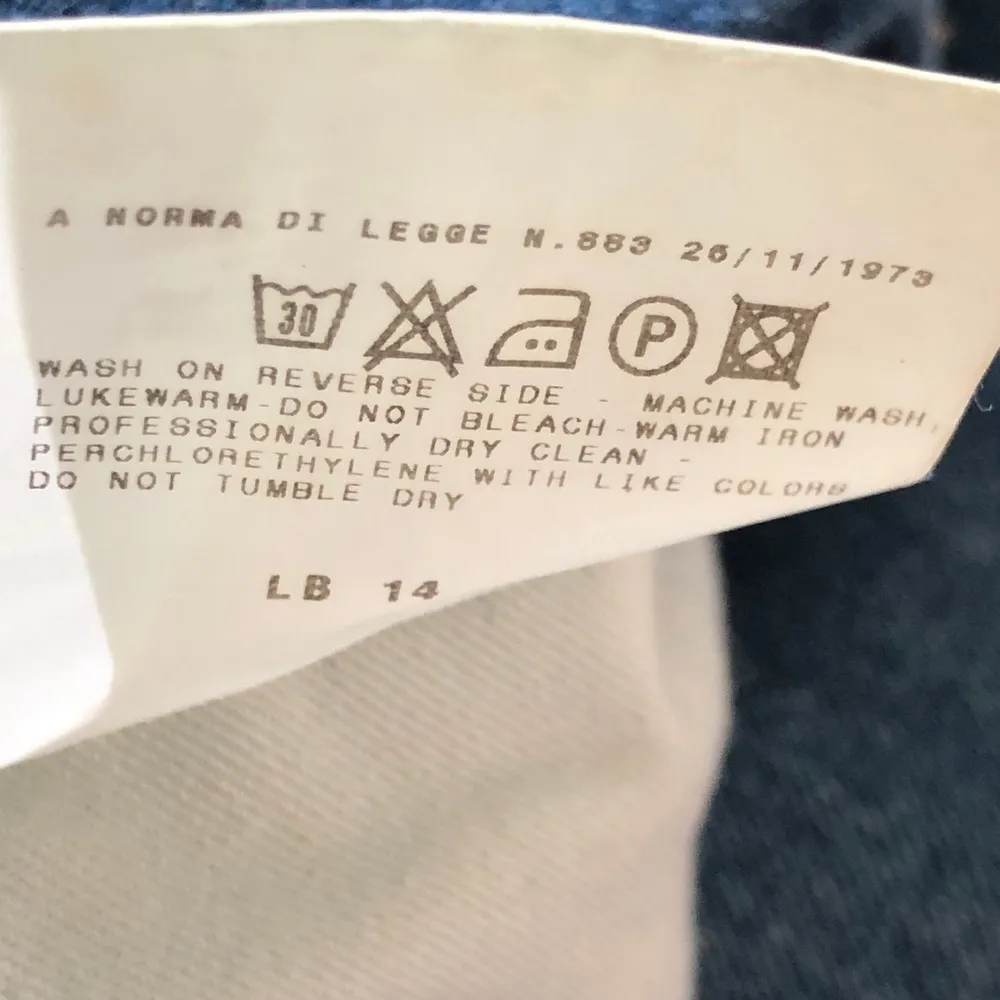 A NORMA DI LEGGE N.883 26/11/1973
30 P
WASH ON REVERSE SIDE - MACHINE WASH,
LUKEWARM-DO NOT BLEACH-WARM IRON
PROFESSIONALLY DRY CLEAN -
PERCHLORETHYLENE WITH LIKE COLORS
DO NOT TUMBLE DRY
LB 14